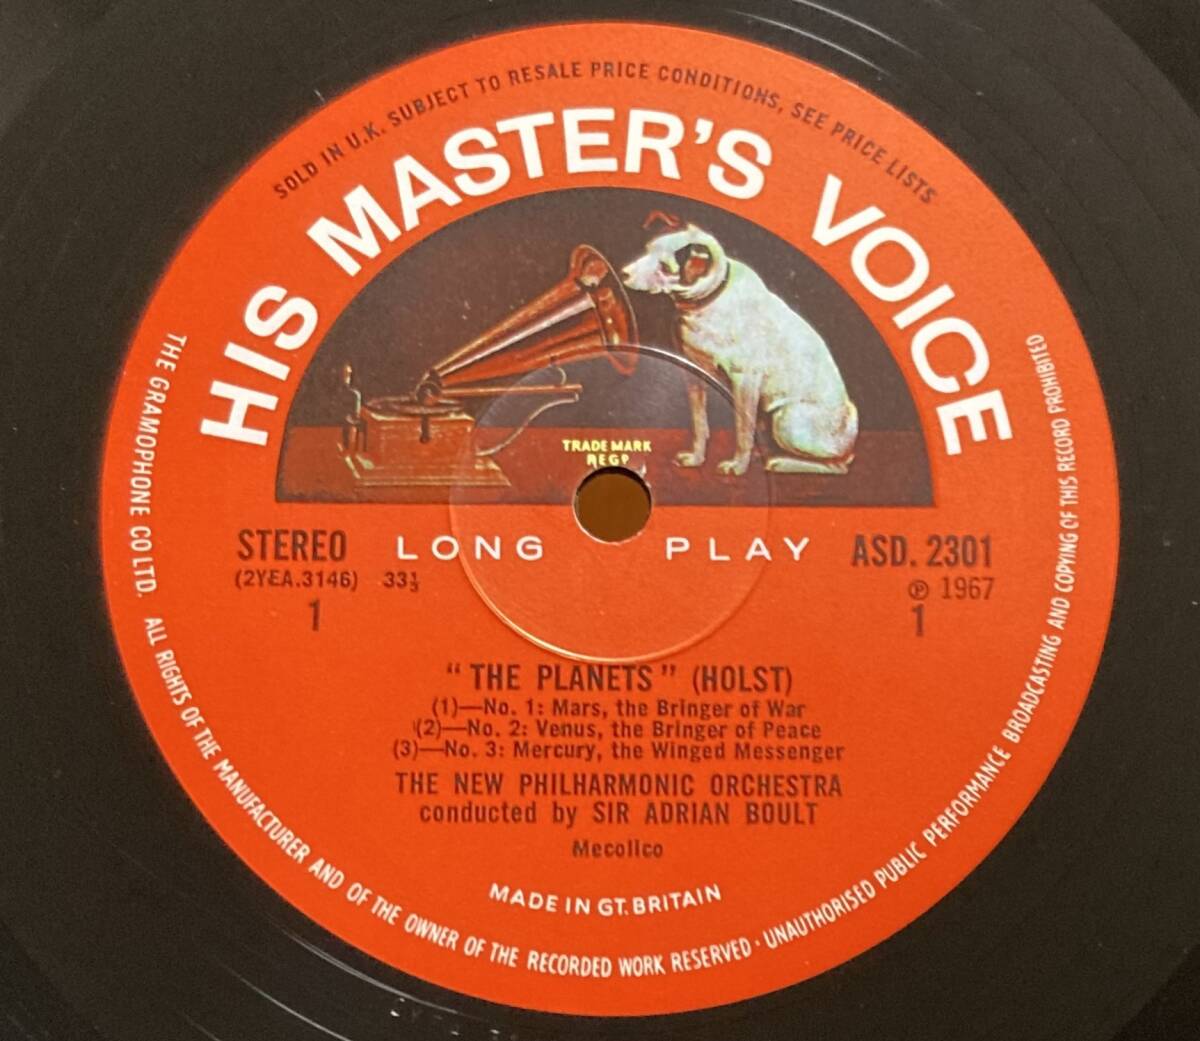 SOLD IN U.K. SUBJECT TO RESALE PRICE CONDITIONS, SEE PRICE LISTS
HIS MASTER'S VOICE
TRADE MARK
REGD
STEREO LONG PLAY ASD. 2301
(2YEA.3146) 33⅓ ℗ 1967
1 1
"THE PLANETS" (HOLST)
(1)—No. 1: Mars, the Bringer of War
(2)—No. 2: Venus, the Bringer of Peace
(3)—No. 3: Mercury, the Winged Messenger
THE NEW PHILHARMONIC ORCHESTRA
conducted by SIR ADRIAN BOULT
Mecolico
MADE IN GT. BRITAIN
THE GRAMOPHONE CO LTD. ALL RIGHTS OF THE MANUFACTURER AND OF THE OWNER OF THE RECORDED WORK RESERVED · UNAUTHORISED PUBLIC PERFORMANCE BROADCASTING AND COPYING OF THIS RECORD PROHIBITED